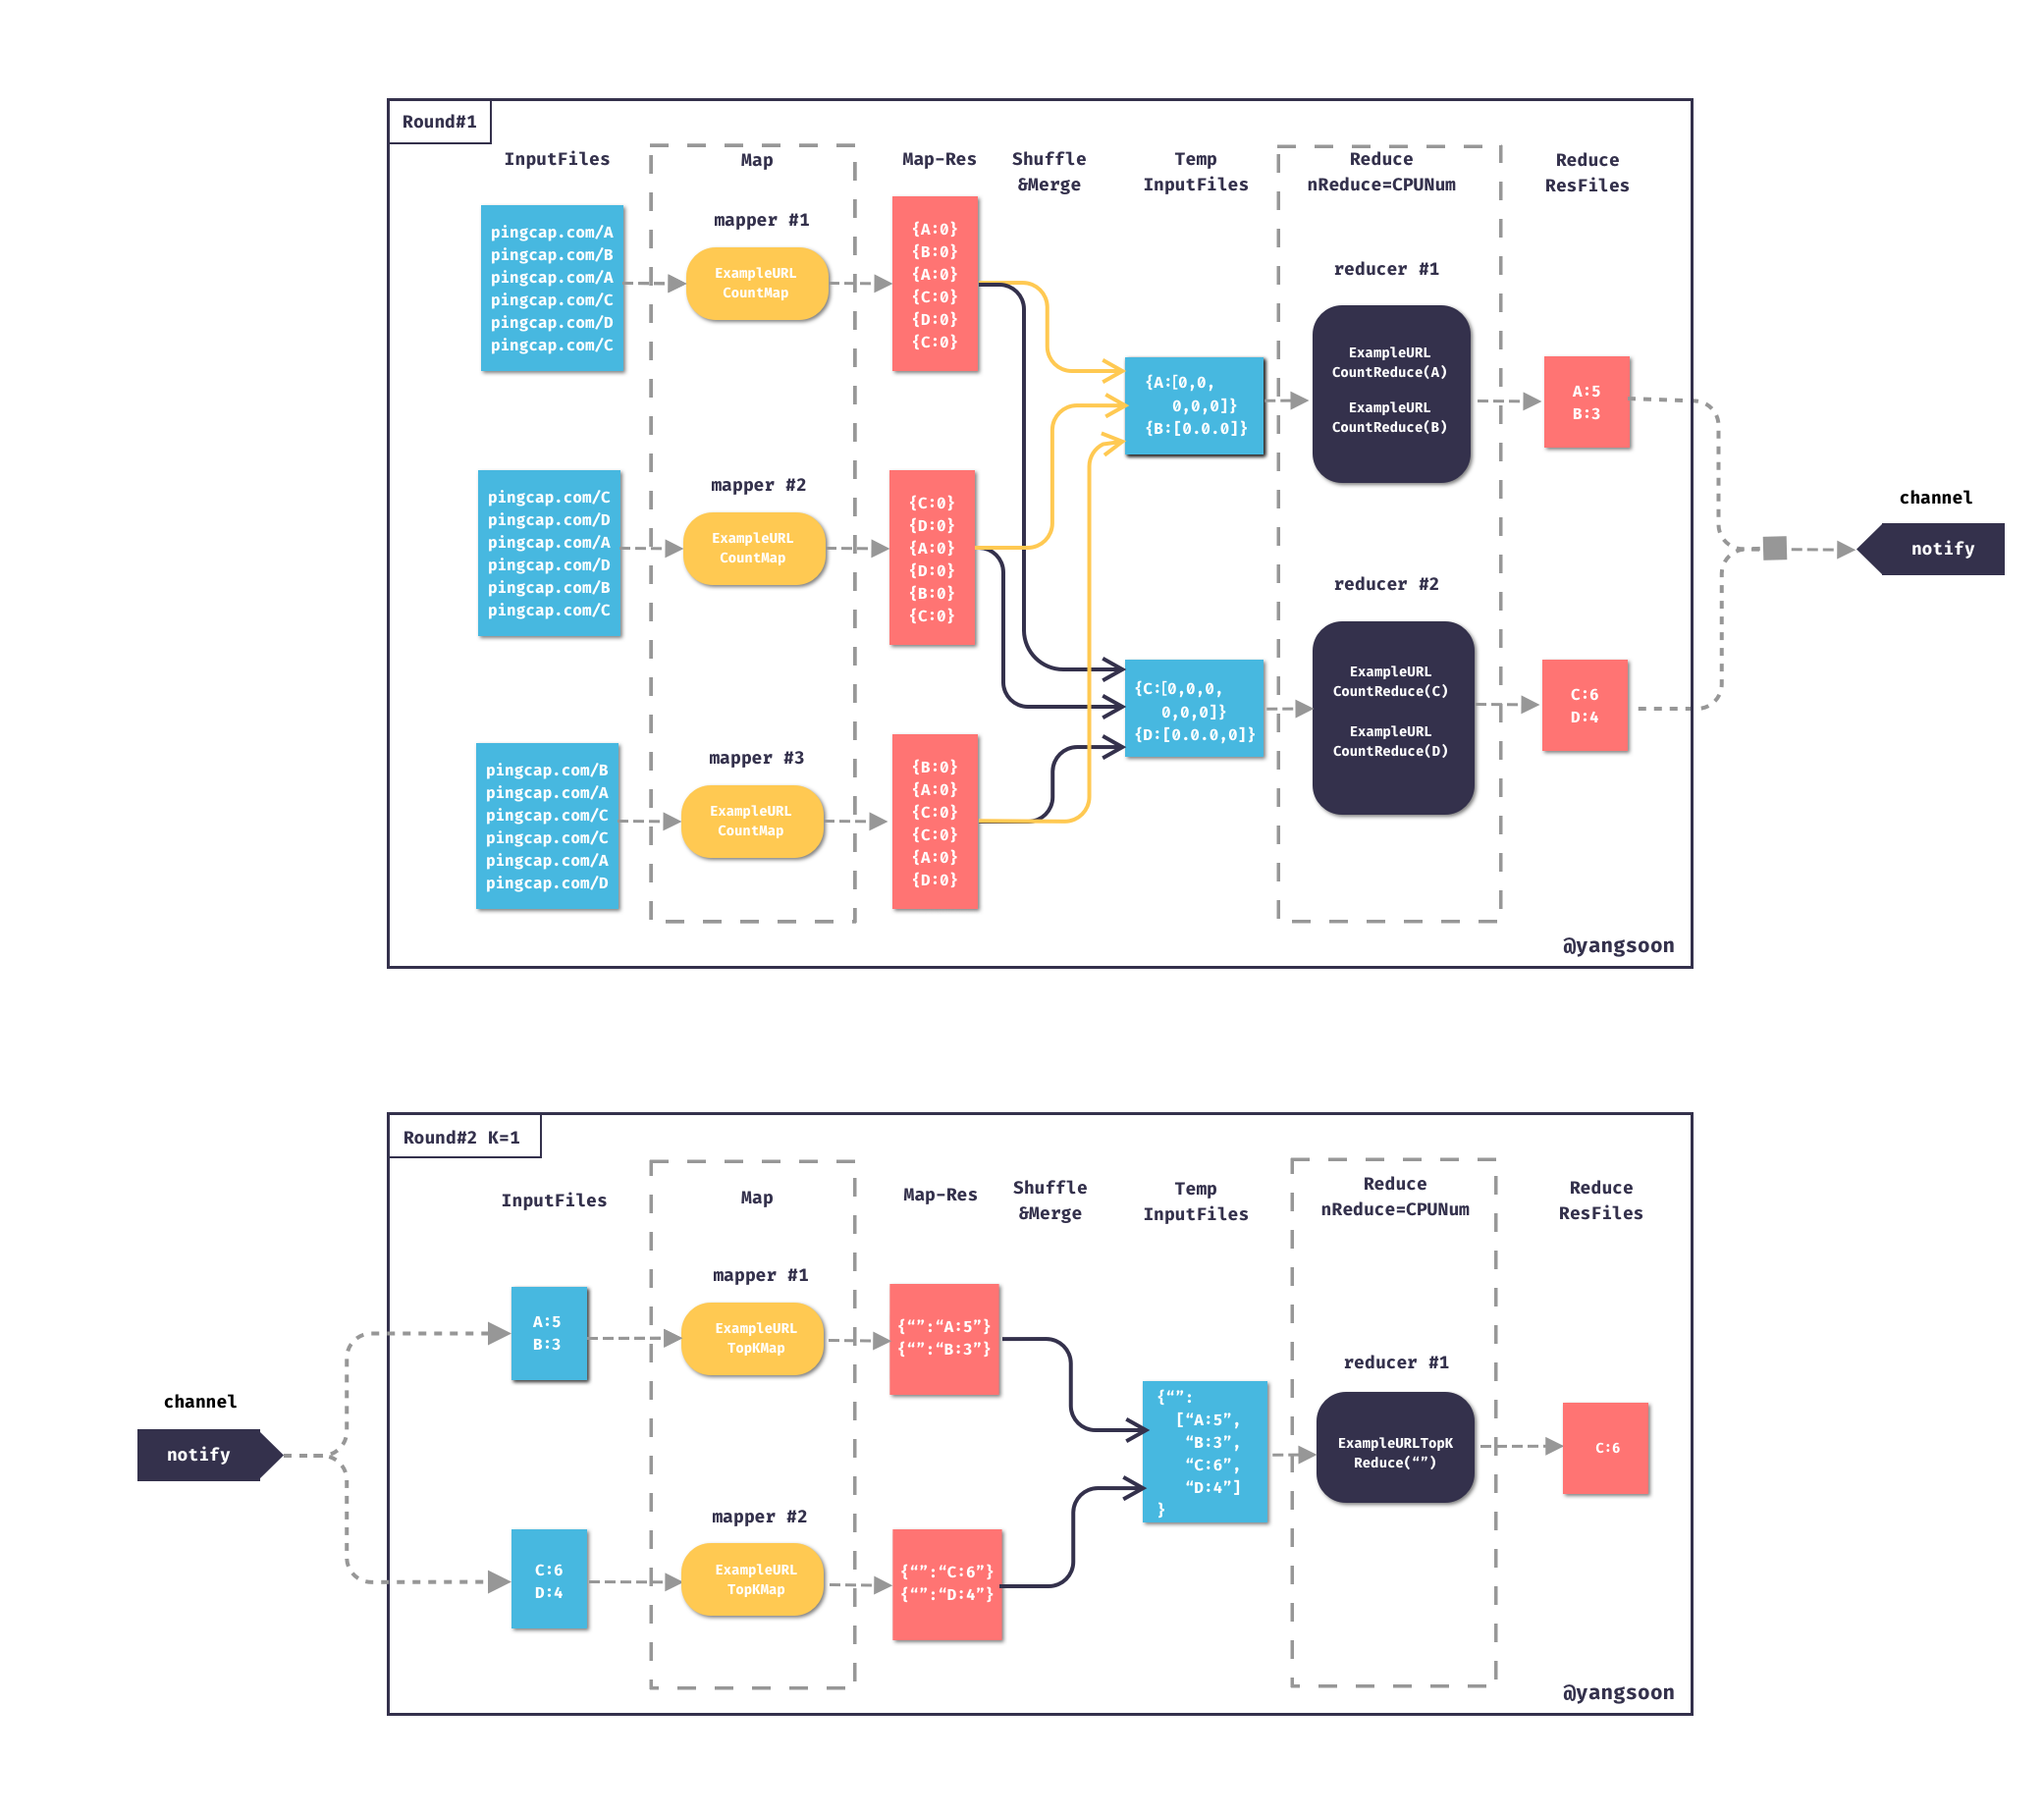 Round#1
InputFiles
Map
Map-Res
Shuffle
&Merge
Temp
InputFiles
Reduce
nReduce=CPUNum
Reduce
ResFiles
pingcap.com/A
pingcap.com/B
pingcap.com/A
pingcap.com/C
pingcap.com/D
pingcap.com/C
mapper #1
ExampleURL
CountMap
{A:0}
{B:0}
{A:0}
{C:0}
{D:0}
{C:0}
pingcap.com/C
pingcap.com/D
pingcap.com/A
pingcap.com/D
pingcap.com/B
pingcap.com/C
mapper #2
ExampleURL
CountMap
{C:0}
{D:0}
{A:0}
{D:0}
{B:0}
{C:0}
pingcap.com/B
pingcap.com/A
pingcap.com/C
pingcap.com/C
pingcap.com/A
pingcap.com/D
mapper #3
ExampleURL
CountMap
{B:0}
{A:0}
{C:0}
{C:0}
{A:0}
{D:0}
{A:[0,0,
0,0,0]}
{B:[0.0.0]}
reducer #1
ExampleURL
CountReduce(A)
ExampleURL
CountReduce(B)
A:5
B:3
{C:[0,0,0,
0,0,0]}
{D:[0.0.0,0]}
reducer #2
ExampleURL
CountReduce(C)
ExampleURL
CountReduce(D)
C:6
D:4
channel
notify
@yangsoon
Round#2 K=1
InputFiles
Map
Map-Res
Shuffle
&Merge
Temp
InputFiles
Reduce
nReduce=CPUNum
Reduce
ResFiles
channel
notify
A:5
B:3
mapper #1
ExampleURL
TopKMap
{“”:“A:5”}
{“”:“B:3”}
C:6
D:4
mapper #2
ExampleURL
TopKMap
{“”:“C:6”}
{“”:“D:4”}
{“”:
[“A:5”,
“B:3”,
“C:6”,
“D:4”]
}
reducer #1
ExampleURLTopK
Reduce(“”)
C:6
@yangsoon